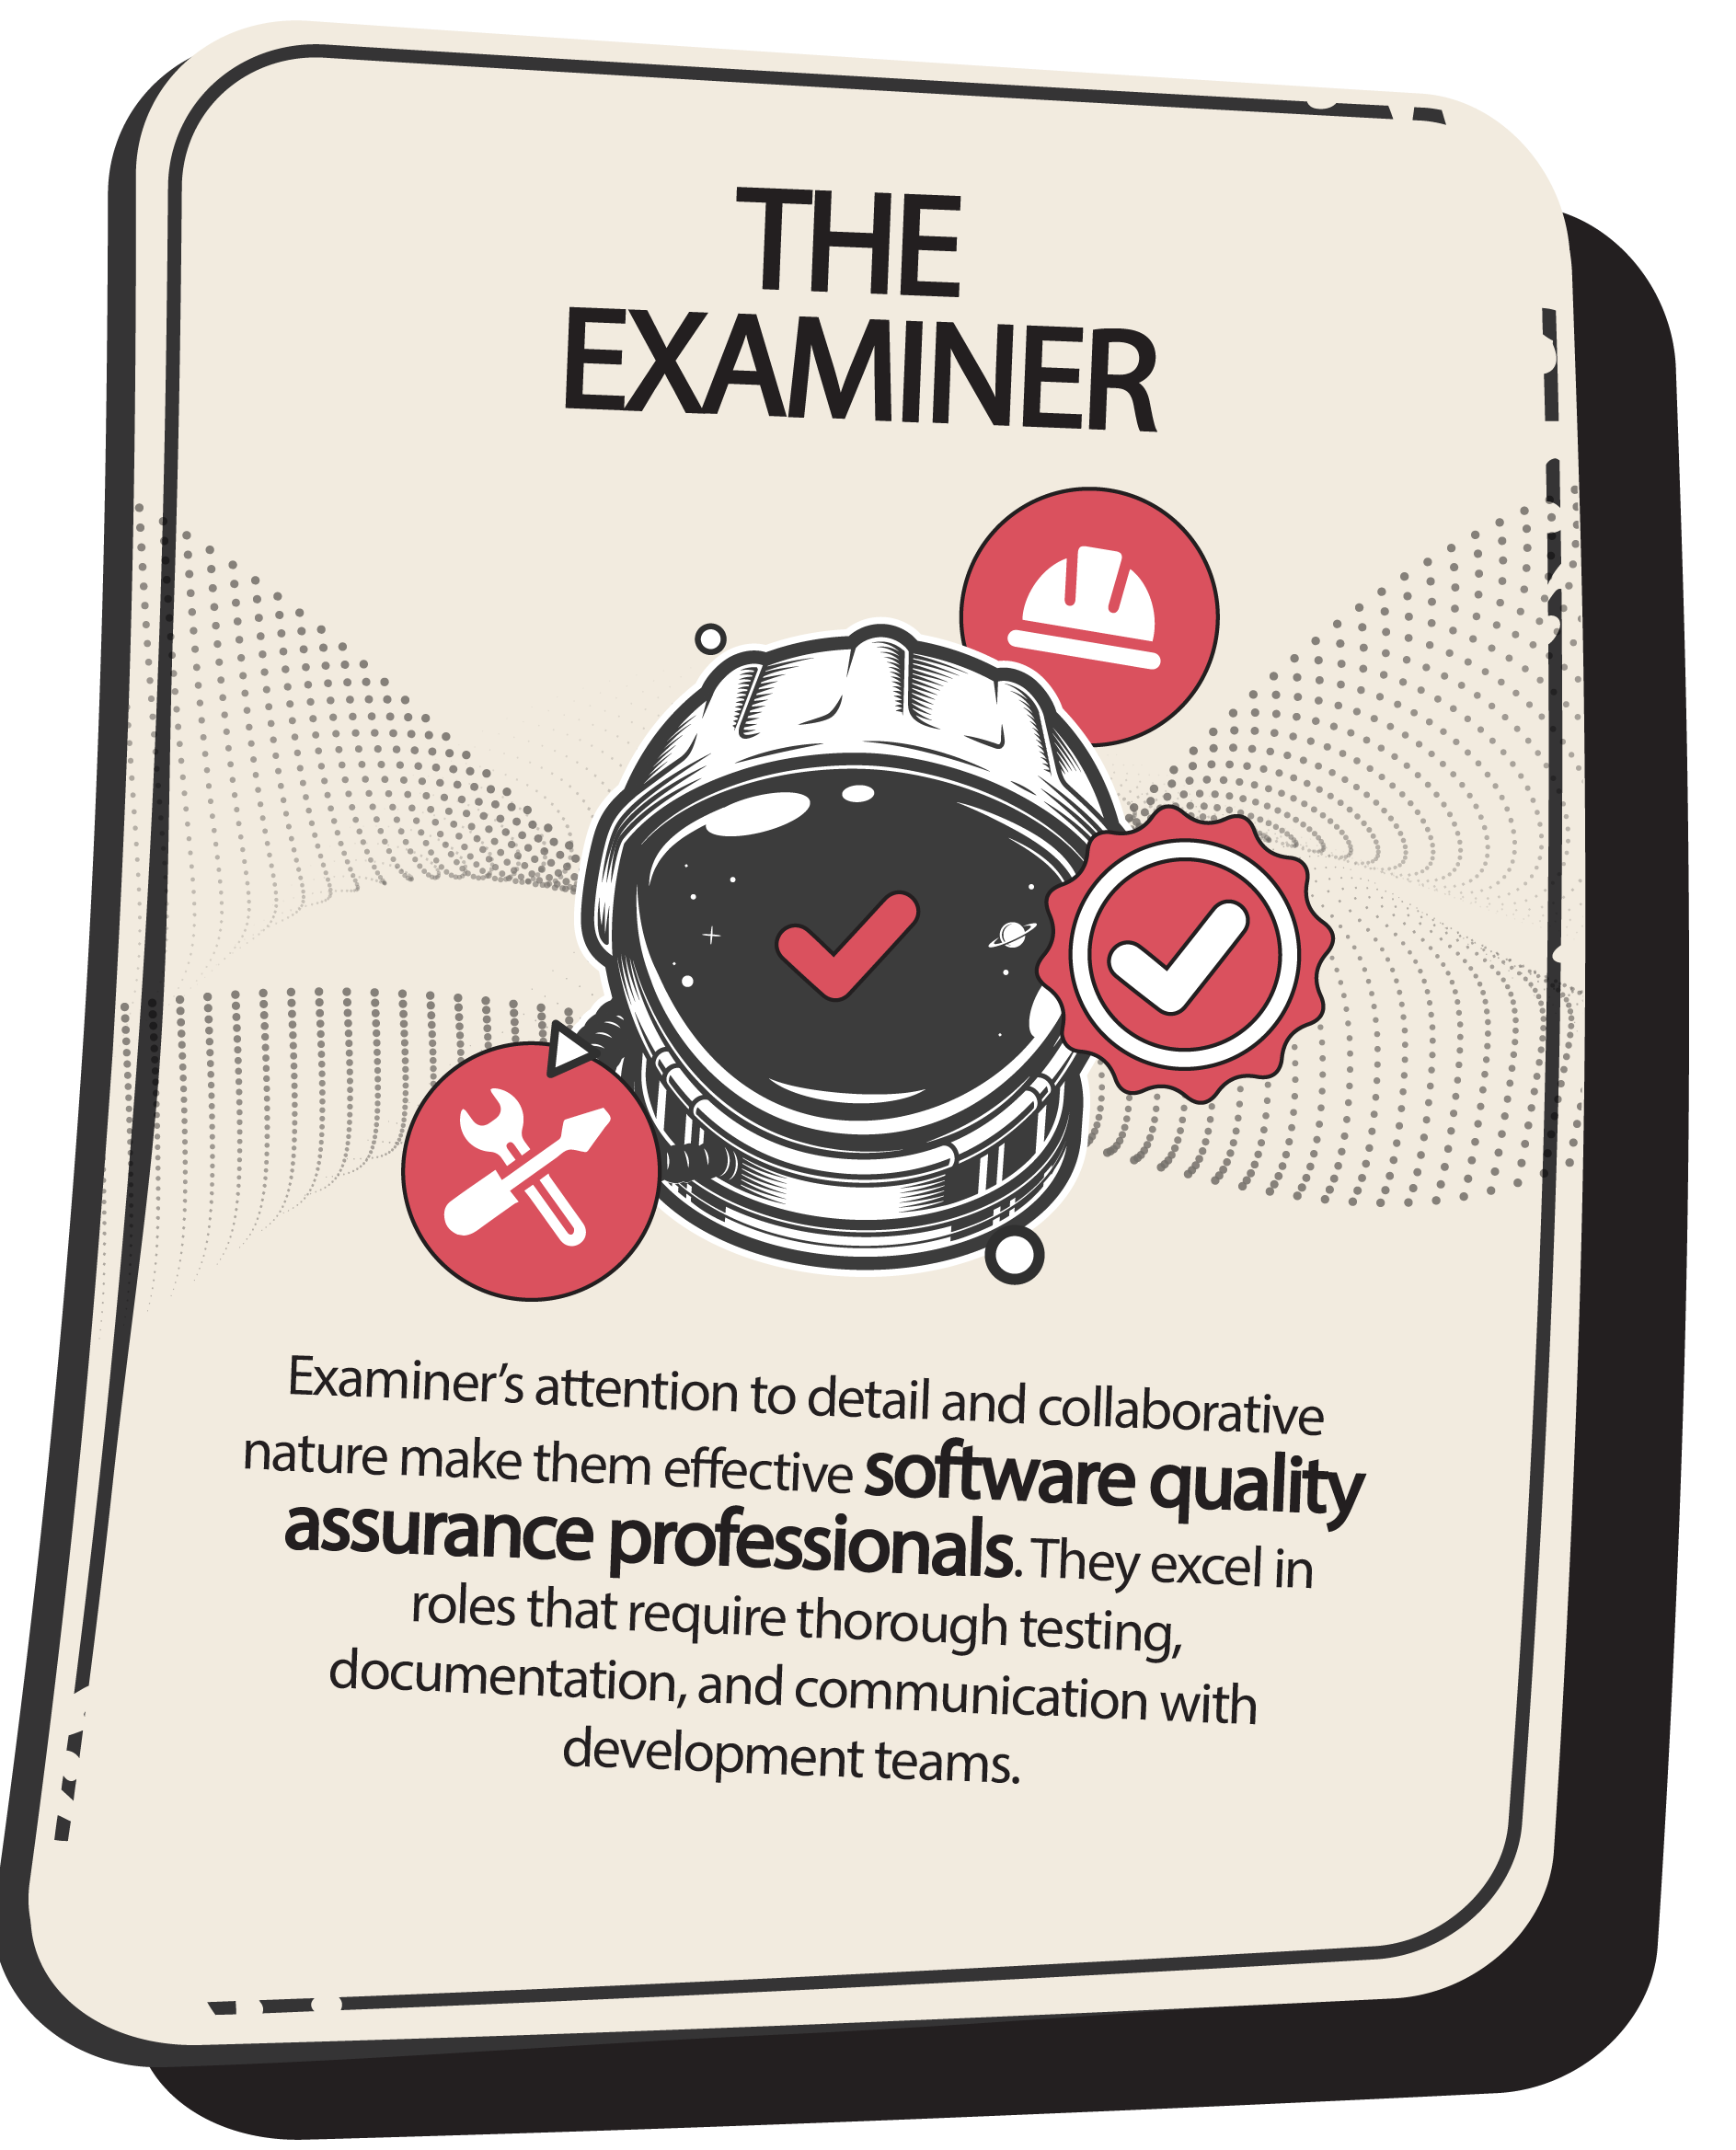 THE
EXAMINER
Examiner’s attention to detail and collaborative
nature make them effective software quality
assurance professionals. They excel in
roles that require thorough testing,
documentation, and communication with
development teams.